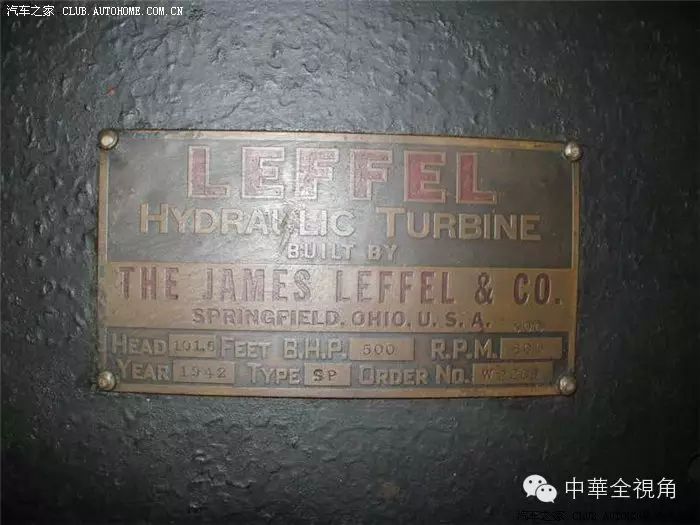 汽车之家 CLUB.AUTOHOME.COM.CN
LEFFEL
HYDRAULIC TURBINE
BUILT BY
THE JAMES LEFFEL & CO.
SPRINGFIELD, OHIO, U.S.A.
HEAD 101.5 FEET B.H.P. 500 R.P.M.
YEAR 1942 TYPE SP ORDER NO.
中華全視角